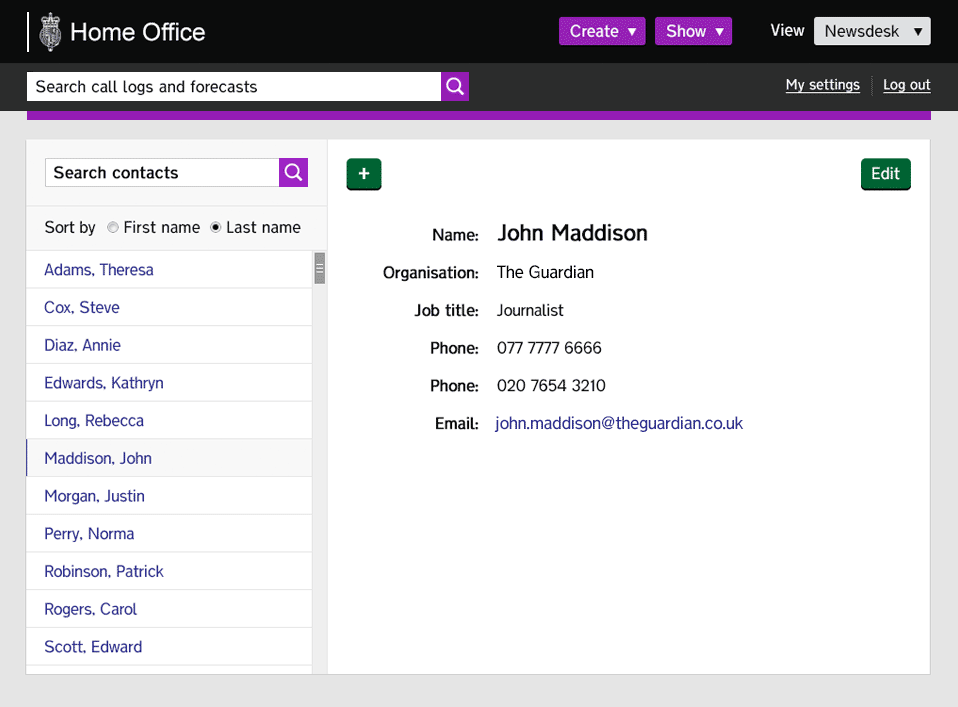 Home Office
Create ▼
Show ▼
View
Newsdesk ▼
Search call logs and forecasts
My settings
Log out
Search contacts
Sort by First name Last name
Adams, Theresa
Cox, Steve
Diaz, Annie
Edwards, Kathryn
Long, Rebecca
Maddison, John
Morgan, Justin
Perry, Norma
Robinson, Patrick
Rogers, Carol
Scott, Edward
+
Edit
Name: John Maddison
Organisation: The Guardian
Job title: Journalist
Phone: 077 7777 6666
Phone: 020 7654 3210
Email: john.maddison@theguardian.co.uk